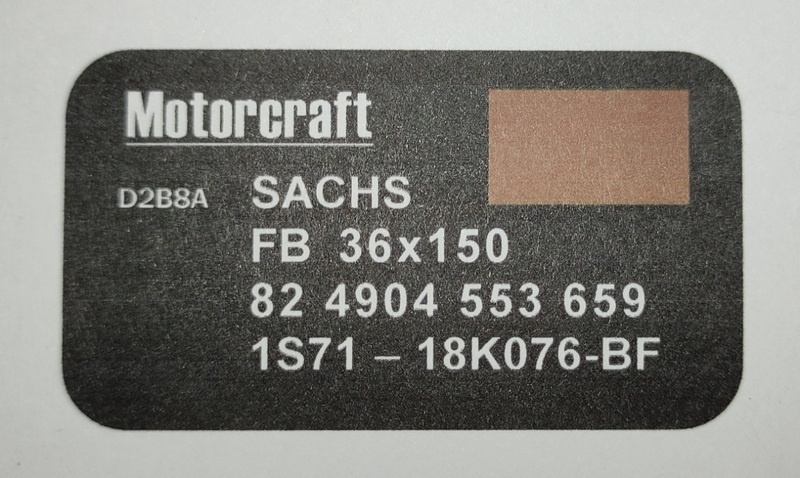 Motorcraft
D2B8A SACHS
FB 36x150
82 4904 553 659
1S71 – 18K076-BF